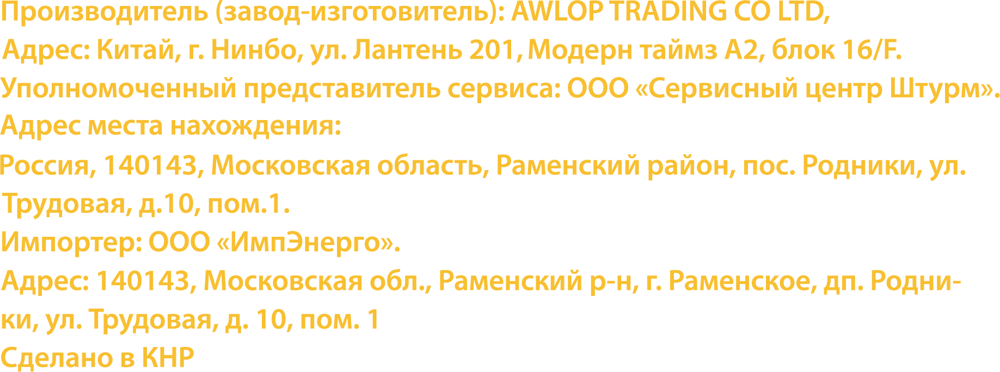 Производитель (завод-изготовитель): AWLOP TRADING CO LTD,
Адрес: Китай, г. Нинбо, ул. Лантень 201, Модерн таймз А2, блок 16/F.
Уполномоченный представитель сервиса: ООО «Сервисный центр Штурм».
Адрес места нахождения:
Россия, 140143, Московская область, Раменский район, пос. Родники, ул.
Трудовая, д.10, пом.1.
Импортер: ООО «ИмпЭнерго».
Адрес: 140143, Московская обл., Раменский р-н, г. Раменское, дп. Родни-
ки, ул. Трудовая, д. 10, пом. 1
Сделано в КНР